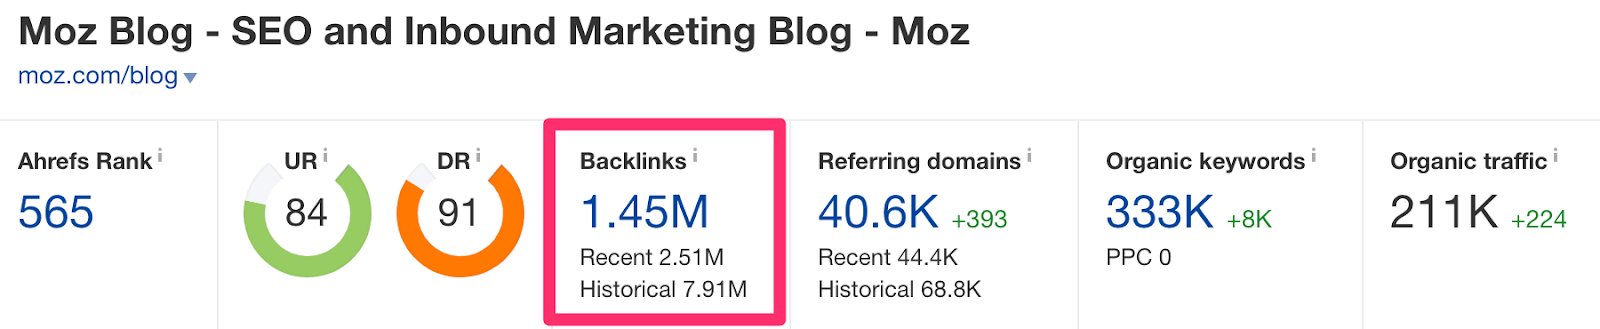 Moz Blog - SEO and Inbound Marketing Blog - Moz
moz.com/blog
Ahrefs Rank i
565
UR i
84
DR i
91
Backlinks i
1.45M
Recent 2.51M
Historical 7.91M
Referring domains i
40.6K +393
Recent 44.4K
Historical 68.8K
Organic keywords i
333K +8K
PPC 0
Organic traffic i
211K +224